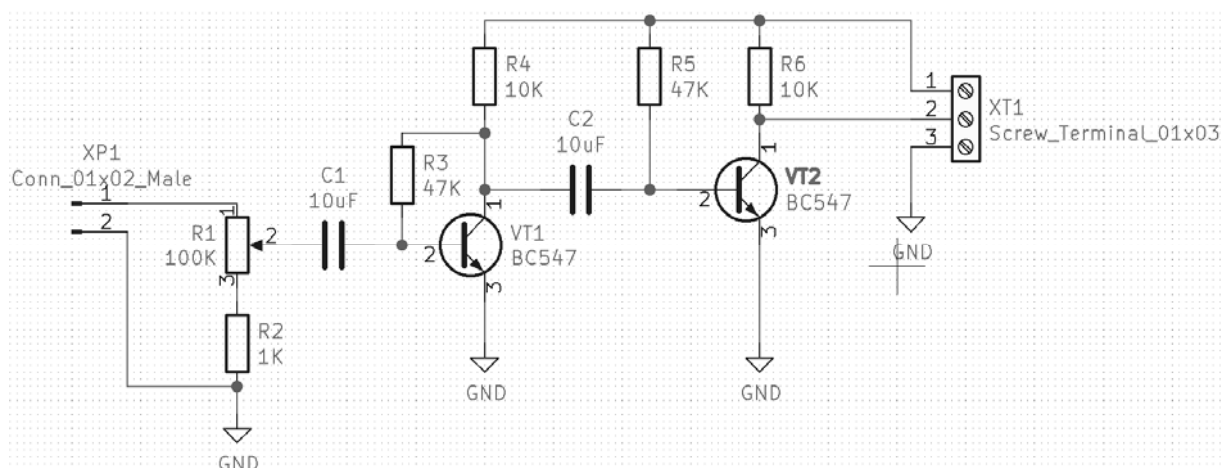 XP1
Conn_01x02_Male
1
2
R1
100K
1
2
3
R2
1K
GND
C1
10uF
R3
47K
R4
10K
VT1
BC547
1
2
3
GND
C2
10uF
R5
47K
R6
10K
VT2
BC547
1
2
3
GND
XT1
Screw_Terminal_01x03
1
2
3
GND